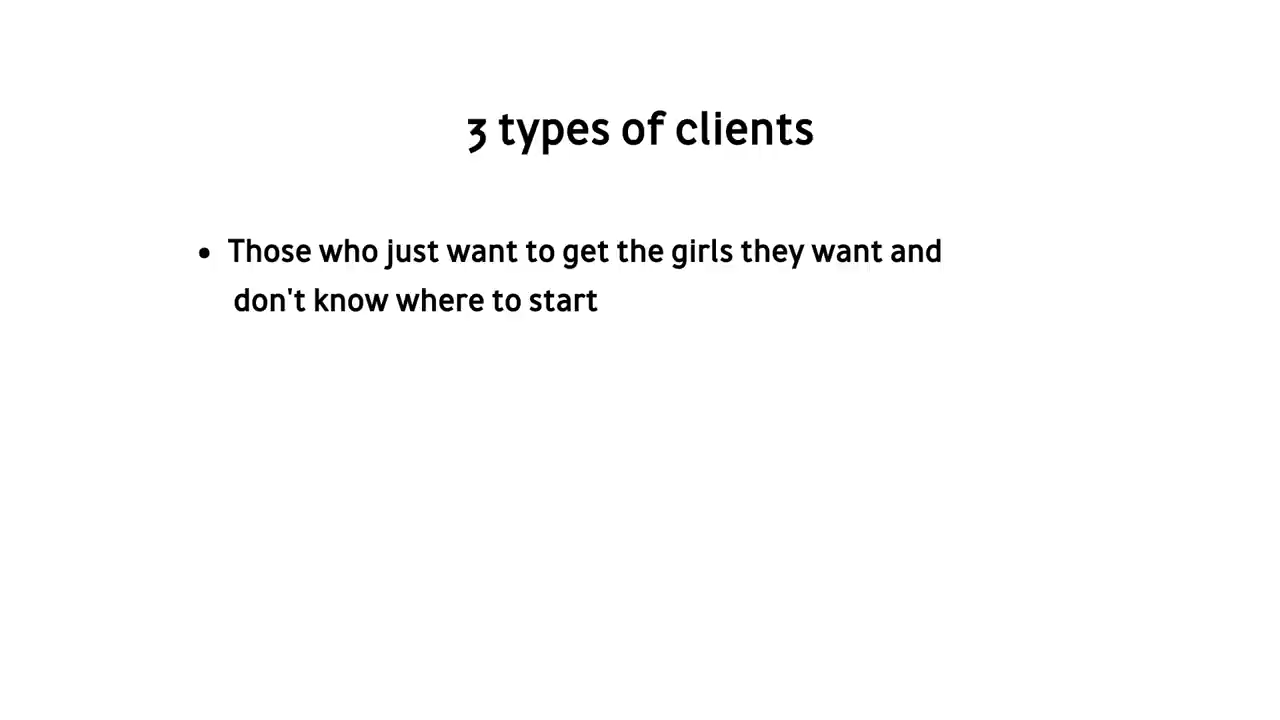 3 types of clients
• Those who just want to get the girls they want and
don't know where to start